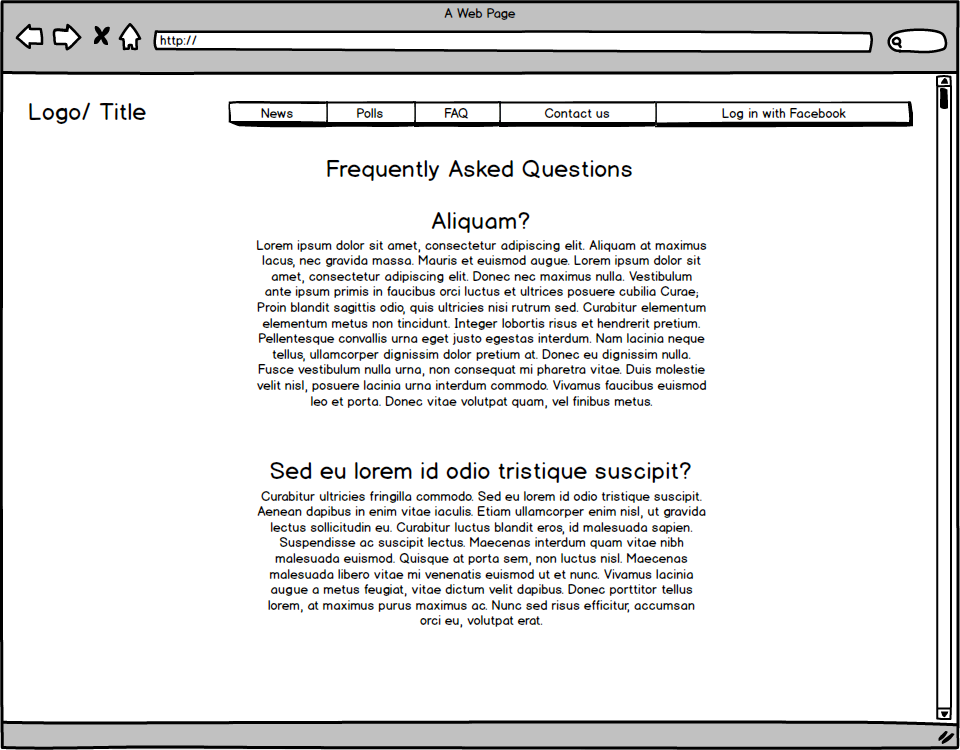 A Web Page
http://
Logo/ Title
News Polls FAQ Contact us Log in with Facebook
Frequently Asked Questions
Aliquam?
Lorem ipsum dolor sit amet, consectetur adipiscing elit. Aliquam at maximus
lacus, nec gravida massa. Mauris et euismod augue. Lorem ipsum dolor sit
amet, consectetur adipiscing elit. Donec nec maximus nulla. Vestibulum
ante ipsum primis in faucibus orci luctus et ultrices posuere cubilia Curae;
Proin blandit sagittis odio, quis ultricies nisi rutrum sed. Curabitur elementum
elementum metus non tincidunt. Integer lobortis risus et hendrerit pretium.
Pellentesque convallis urna eget justo egestas interdum. Nam lacinia neque
tellus, ullamcorper dignissim dolor pretium at. Donec eu dignissim nulla.
Fusce vestibulum nulla urna, non consequat mi pharetra vitae. Duis molestie
velit nisl, posuere lacinia urna interdum commodo. Vivamus faucibus euismod
leo et porta. Donec vitae volutpat quam, vel finibus metus.
Sed eu lorem id odio tristique suscipit?
Curabitur ultricies fringilla commodo. Sed eu lorem id odio tristique suscipit.
Aenean dapibus in enim vitae iaculis. Etiam ullamcorper enim nisl, ut gravida
lectus sollicitudin eu. Curabitur luctus blandit eros, id malesuada sapien.
Suspendisse ac suscipit lectus. Maecenas interdum quam vitae nibh
malesuada euismod. Quisque at porta sem, non luctus nisl. Maecenas
malesuada libero vitae mi venenatis euismod ut et nunc. Vivamus lacinia
augue a metus feugiat, vitae dictum velit dapibus. Donec porttitor tellus
lorem, at maximus purus maximus ac. Nunc sed risus efficitur, accumsan
orci eu, volutpat erat.